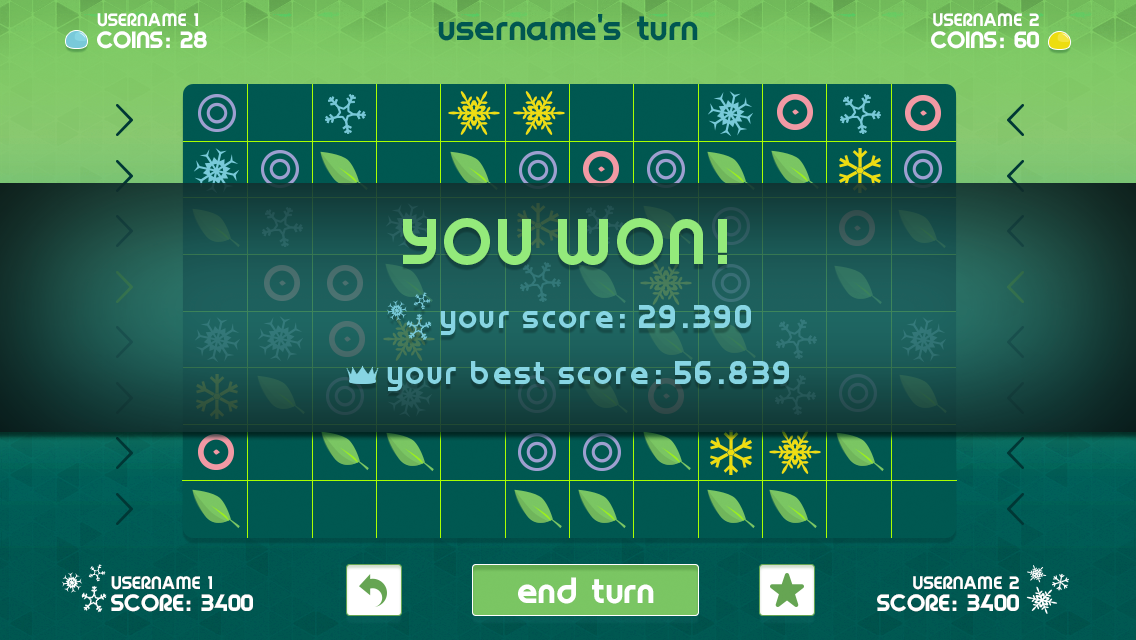 USERNAME 1
COINS: 28
username's turn
USERNAME 2
COINS: 60
YOU WON!
your score: 29.390
your best score: 56.839
USERNAME 1
SCORE: 3400
end turn
USERNAME 2
SCORE: 3400